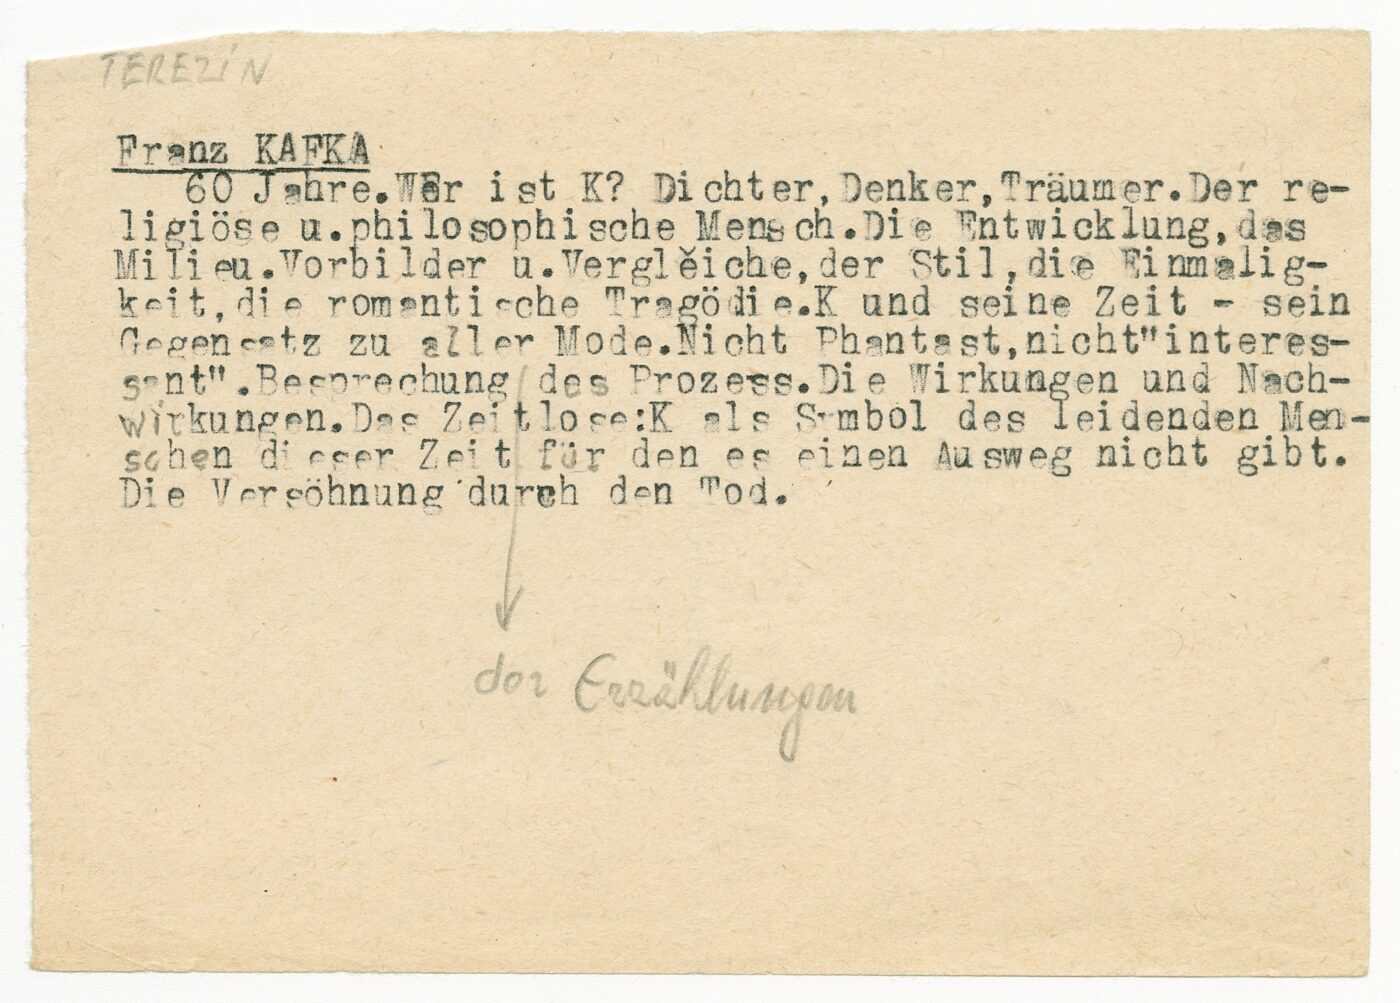 TEREZÍN
Franz KAFKA
60 Jahre.Wer ist K? Dichter,Denker,Träumer.Der re-
ligiöse u.philosophische Mensch.Die Entwicklung,das
Milieu.Vorbilder u.Vergleiche,der Stil,die Einmalig-
keit,die romantische Tragödie.K und seine Zeit - sein
Gegensatz zu aller Mode.Nicht Phantast,nicht"interes-
sant".Besprechung des Prozess.Die Wirkungen und Nach-
wirkungen.Das Zeitlose:K als Symbol des leidenden Men-
schen dieser Zeit für den es einen Ausweg nicht gibt.
Die Versöhnung durch den Tod.
der Erzählungen